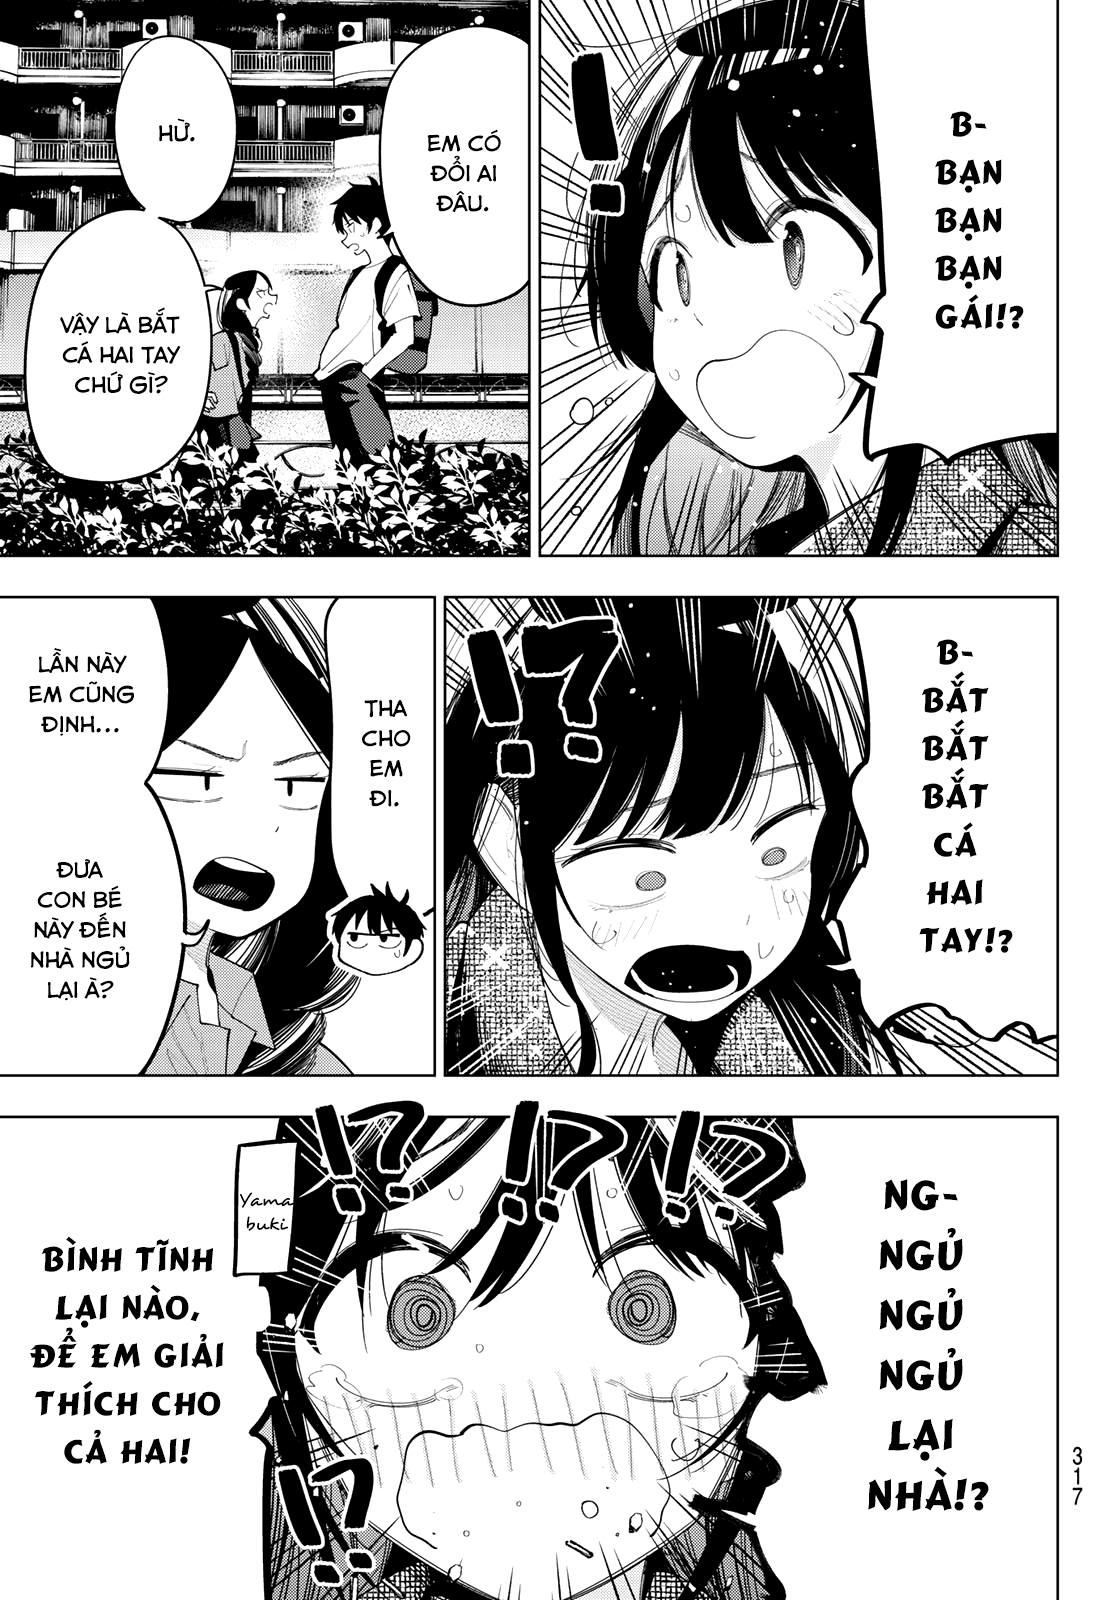 B-
BẠN
BẠN
BẠN
GÁI!?
EM CÓ
ĐỔI AI
ĐÂU.
HỪ.
VẬY LÀ BẮT
CÁ HAI TAY
CHỨ GÌ?
B-
BẮT
BẮT
BẮT
CÁ
HAI
TAY!?
!?
THA
CHO
EM
ĐI.
LẦN NÀY
EM CŨNG
ĐỊNH...
ĐƯA
CON BÉ
NÀY ĐẾN
NHÀ NGỦ
LẠI À?
NG-
NGỦ
NGỦ
NGỦ
LẠI
NHÀ!?
!?
!?
!?
Yama
buki
BÌNH TĨNH
LẠI NÀO,
ĐỂ EM GIẢI
THÍCH CHO
CẢ HAI!
317